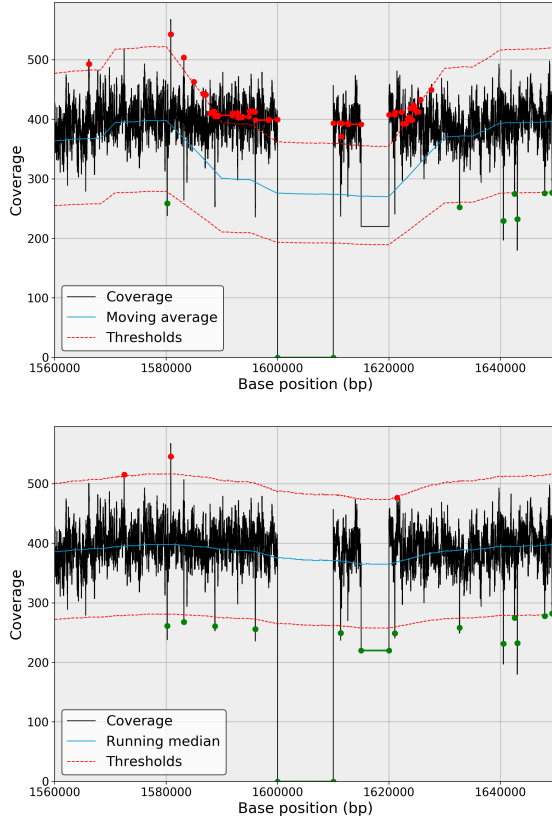 500
400
300
200
100
0
Coverage
Coverage
Moving average
Thresholds
1560000 1580000 1600000 1620000 1640000
Base position (bp)
500
400
300
200
100
0
Coverage
Coverage
Running median
Thresholds
1560000 1580000 1600000 1620000 1640000
Base position (bp)